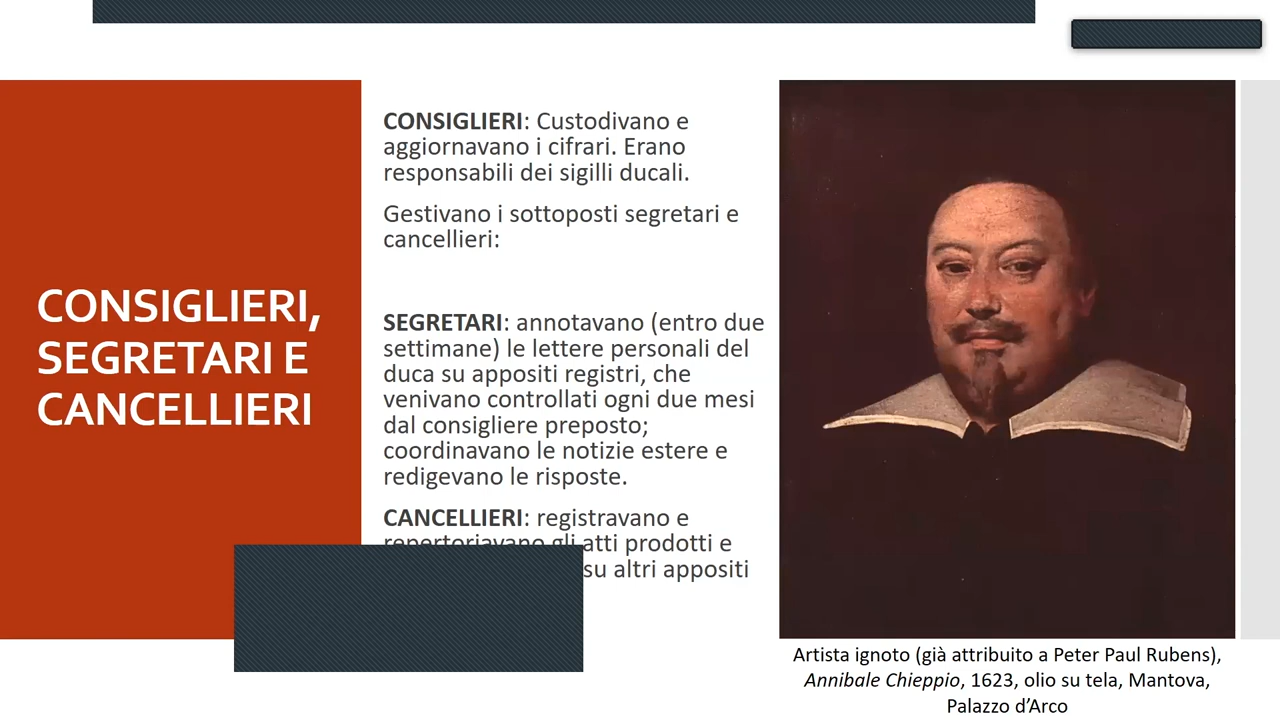 CONSIGLIERI,
SEGRETARI E
CANCELLIERI
CONSIGLIERI: Custodivano e
aggiornavano i cifrari. Erano
responsabili dei sigilli ducali.
Gestivano i sottoposti segretari e
cancellieri:
SEGRETARI: annotavano (entro due
settimane) le lettere personali del
duca su appositi registri, che
venivano controllati ogni due mesi
dal consigliere preposto;
coordinavano le notizie estere e
redigevano le risposte.
CANCELLIERI: registravano e
repertoriavano gli atti prodotti e
su altri appositi
Artista ignoto (già attribuito a Peter Paul Rubens),
Annibale Chieppio, 1623, olio su tela, Mantova,
Palazzo d’Arco